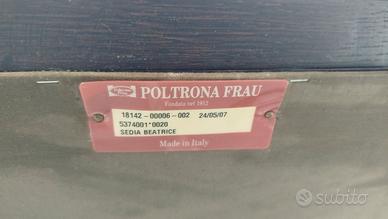 POLTRONA FRAU
Fondata nel 1912
18142-00006-002 24/05/07
5374001*0020
SEDIA BEATRICE
Made in Italy
subito